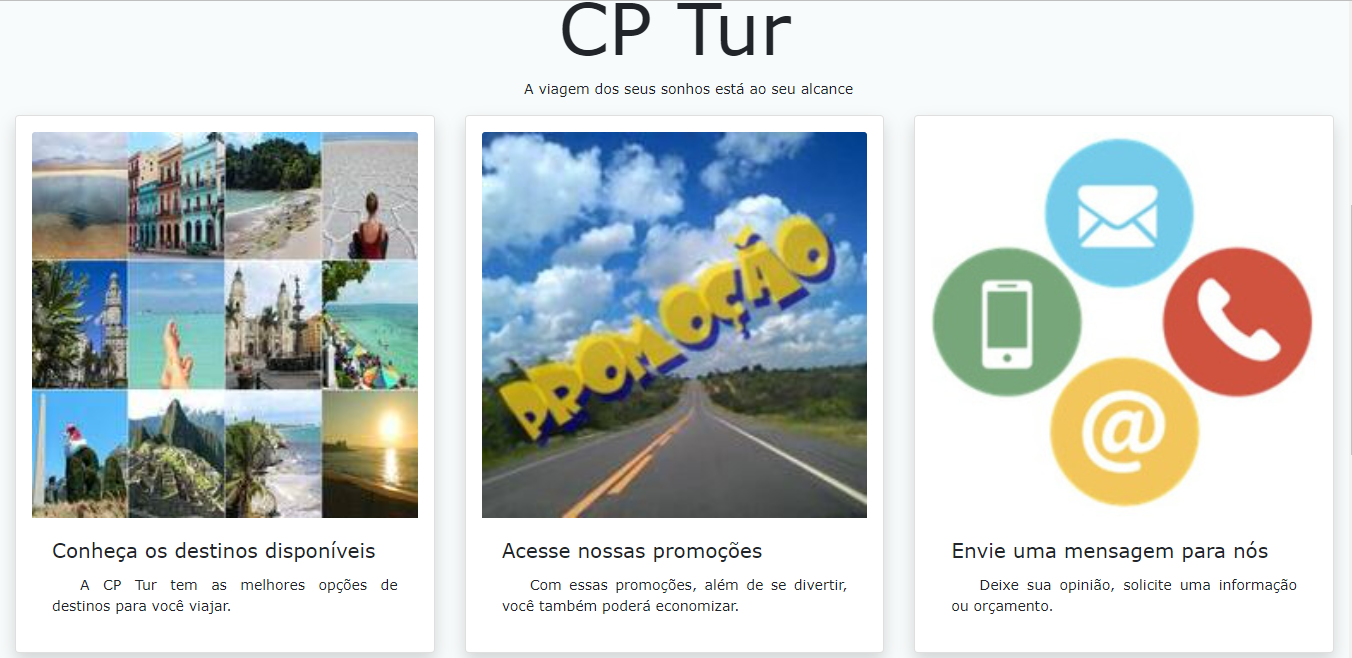 CP Tur
A viagem dos seus sonhos está ao seu alcance
PROMOÇÃO
@
Conheça os destinos disponíveis
A CP Tur tem as melhores opções de
destinos para você viajar.
Acesse nossas promoções
Com essas promoções, além de se divertir,
você também poderá economizar.
Envie uma mensagem para nós
Deixe sua opinião, solicite uma informação
ou orçamento.